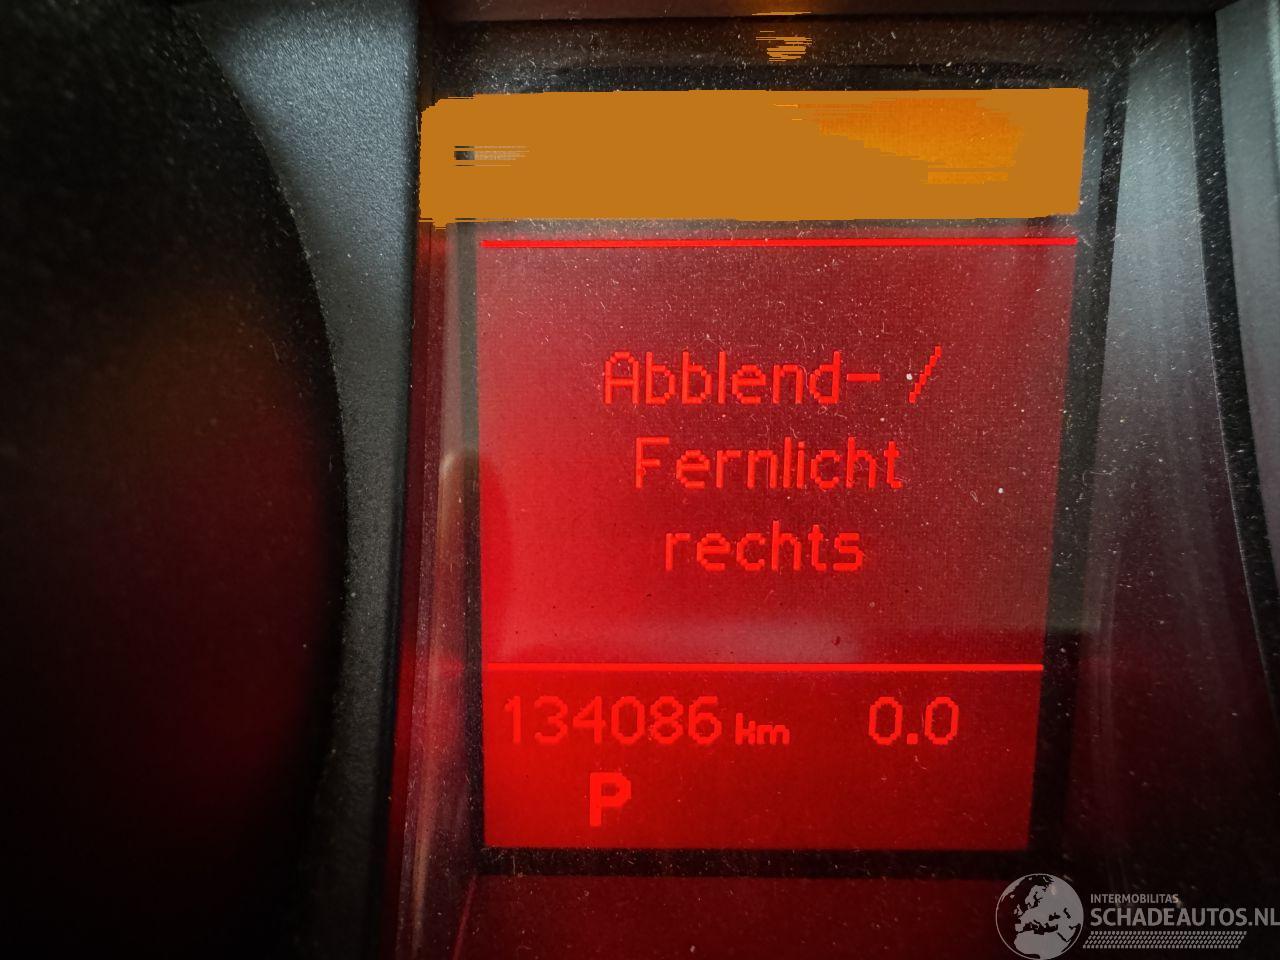 Abblend- /
Fernlicht
rechts
134086 km 0.0
P
INTERMOBILITAS
SCHADEAUTOS.NL